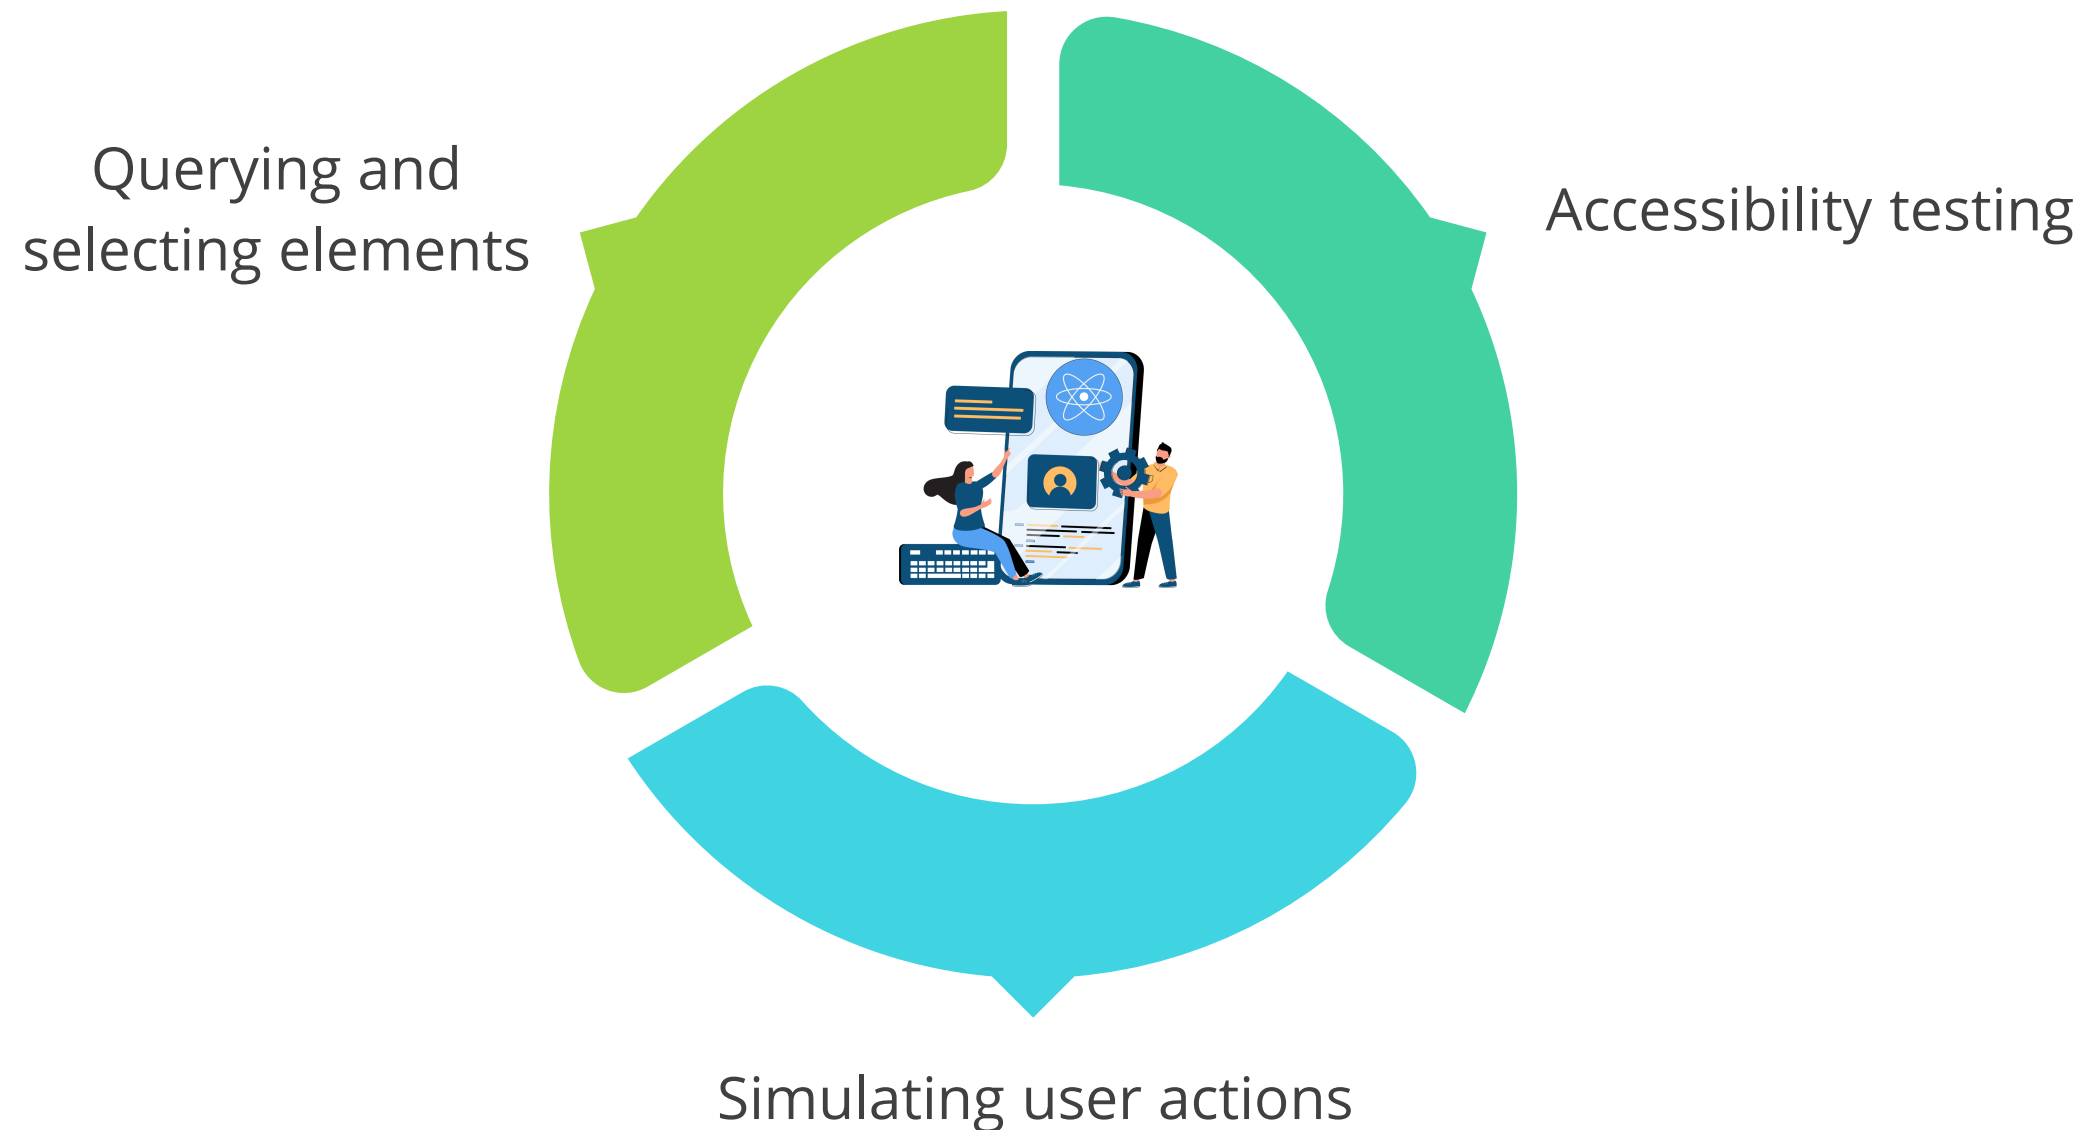 Querying and
selecting elements
Accessibility testing
Simulating user actions